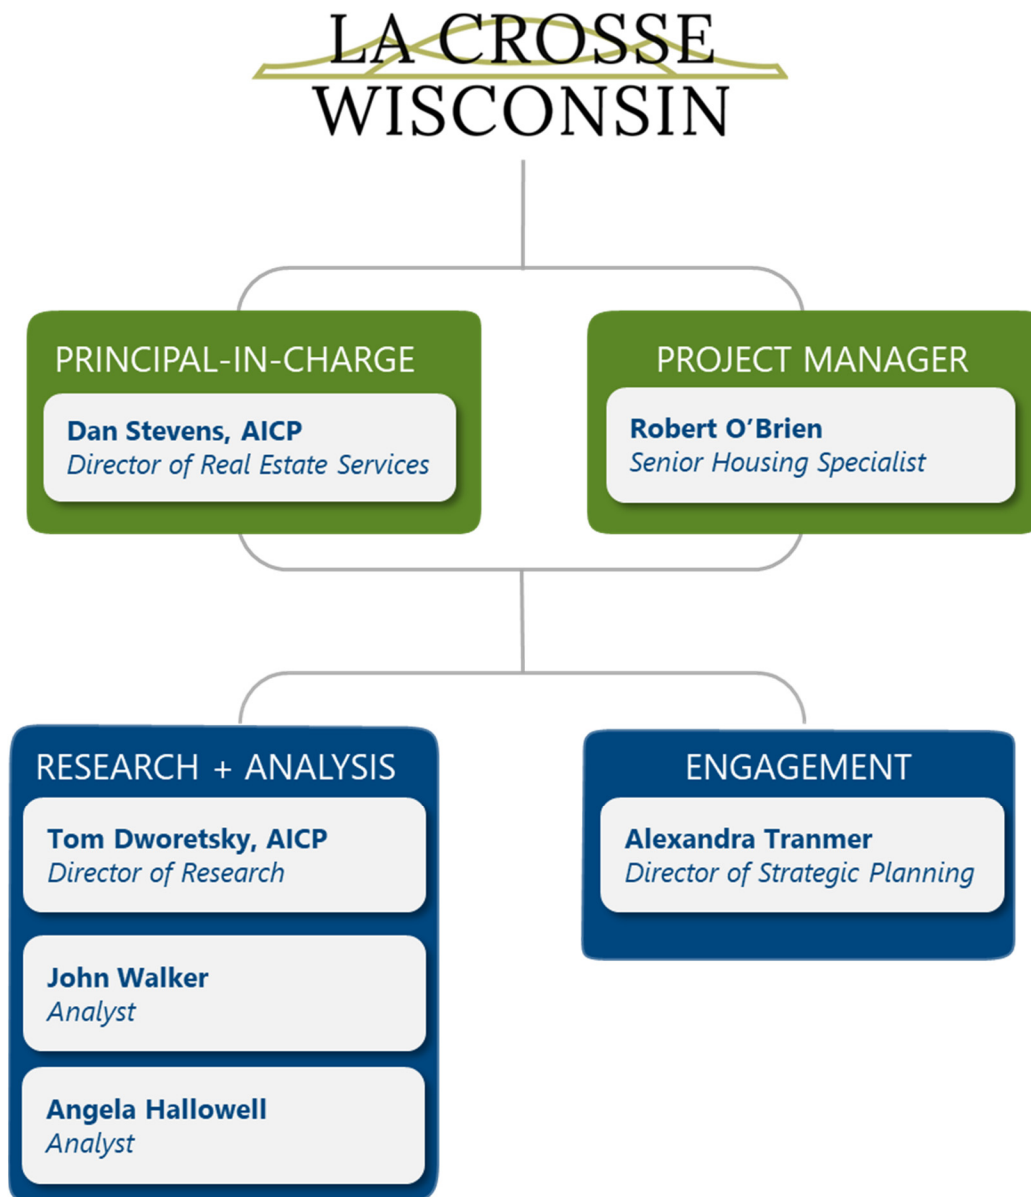 LA CROSSE
WISCONSIN
PRINCIPAL-IN-CHARGE
Dan Stevens, AICP
Director of Real Estate Services
PROJECT MANAGER
Robert O’Brien
Senior Housing Specialist
RESEARCH + ANALYSIS
Tom Dworetsky, AICP
Director of Research
John Walker
Analyst
Angela Hallowell
Analyst
ENGAGEMENT
Alexandra Tranmer
Director of Strategic Planning